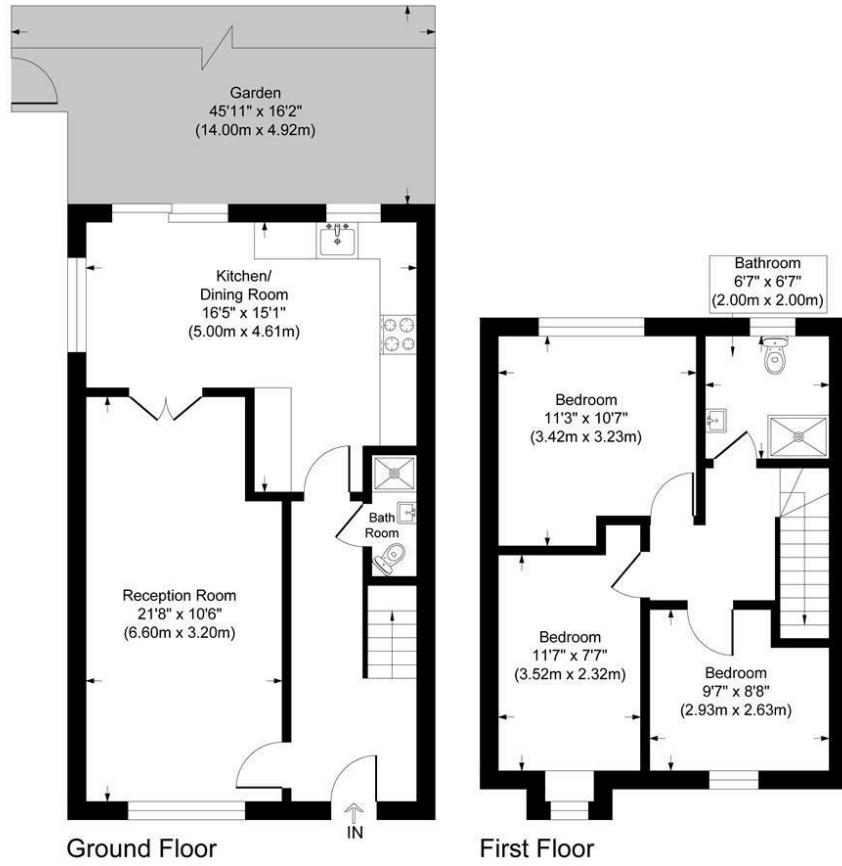 Garden
45'11" x 16'2"
(14.00m x 4.92m)
Kitchen/
Dining Room
16'5" x 15'1"
(5.00m x 4.61m)
Bath
Room
Reception Room
21'8" x 10'6"
(6.60m x 3.20m)
IN
Ground Floor
Bathroom
6'7" x 6'7"
(2.00m x 2.00m)
Bedroom
11'3" x 10'7"
(3.42m x 3.23m)
Bedroom
11'7" x 7'7"
(3.52m x 2.32m)
Bedroom
9'7" x 8'8"
(2.93m x 2.63m)
First Floor